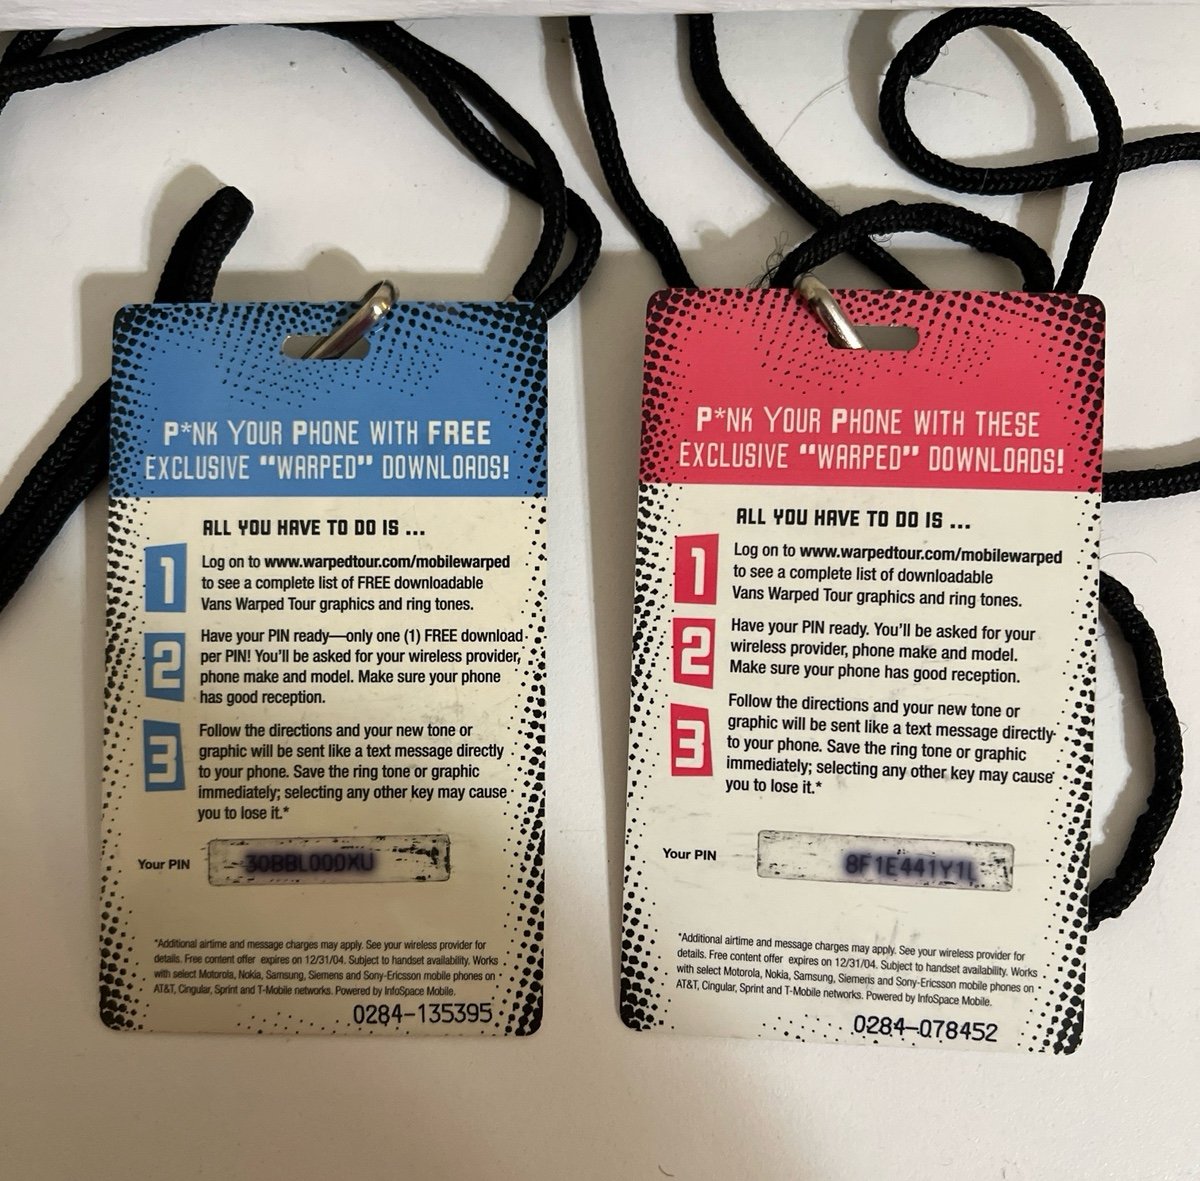 P*NK YOUR PHONE WITH FREE
EXCLUSIVE "WARPED" DOWNLOADS!
ALL YOU HAVE TO DO IS ...
1
Log on to www.warpedtour.com/mobilewarped
to see a complete list of FREE downloadable
Vans Warped Tour graphics and ring tones.
2
Have your PIN ready—only one (1) FREE download
per PIN! You'll be asked for your wireless provider,
phone make and model. Make sure your phone
has good reception.
3
Follow the directions and your new tone or
graphic will be sent like a text message directly
to your phone. Save the ring tone or graphic
immediately; selecting any other key may cause
you to lose it.*
Your PIN
*Additional airtime and message charges may apply. See your wireless provider for
details. Free content offer expires on 12/31/04. Subject to handset availability. Works
with select Motorola, Nokia, Samsung, Siemens and Sony-Ericsson mobile phones on
AT&T, Cingular, Sprint and T-Mobile networks. Powered by InfoSpace Mobile.
0284-135395
P*NK YOUR PHONE WITH THESE
EXCLUSIVE "WARPED" DOWNLOADS!
ALL YOU HAVE TO DO IS ...
1
Log on to www.warpedtour.com/mobilewarped
to see a complete list of downloadable
Vans Warped Tour graphics and ring tones.
2
Have your PIN ready. You'll be asked for your
wireless provider, phone make and model.
Make sure your phone has good reception.
3
Follow the directions and your new tone or
graphic will be sent like a text message directly
to your phone. Save the ring tone or graphic
immediately; selecting any other key may cause
you to lose it.*
Your PIN 8F1E441Y1L
*Additional airtime and message charges may apply. See your wireless provider for
details. Free content offer expires on 12/31/04. Subject to handset availability. Works
with select Motorola, Nokia, Samsung, Siemens and Sony-Ericsson mobile phones on
AT&T, Cingular, Sprint and T-Mobile networks. Powered by InfoSpace Mobile.
0284-078452